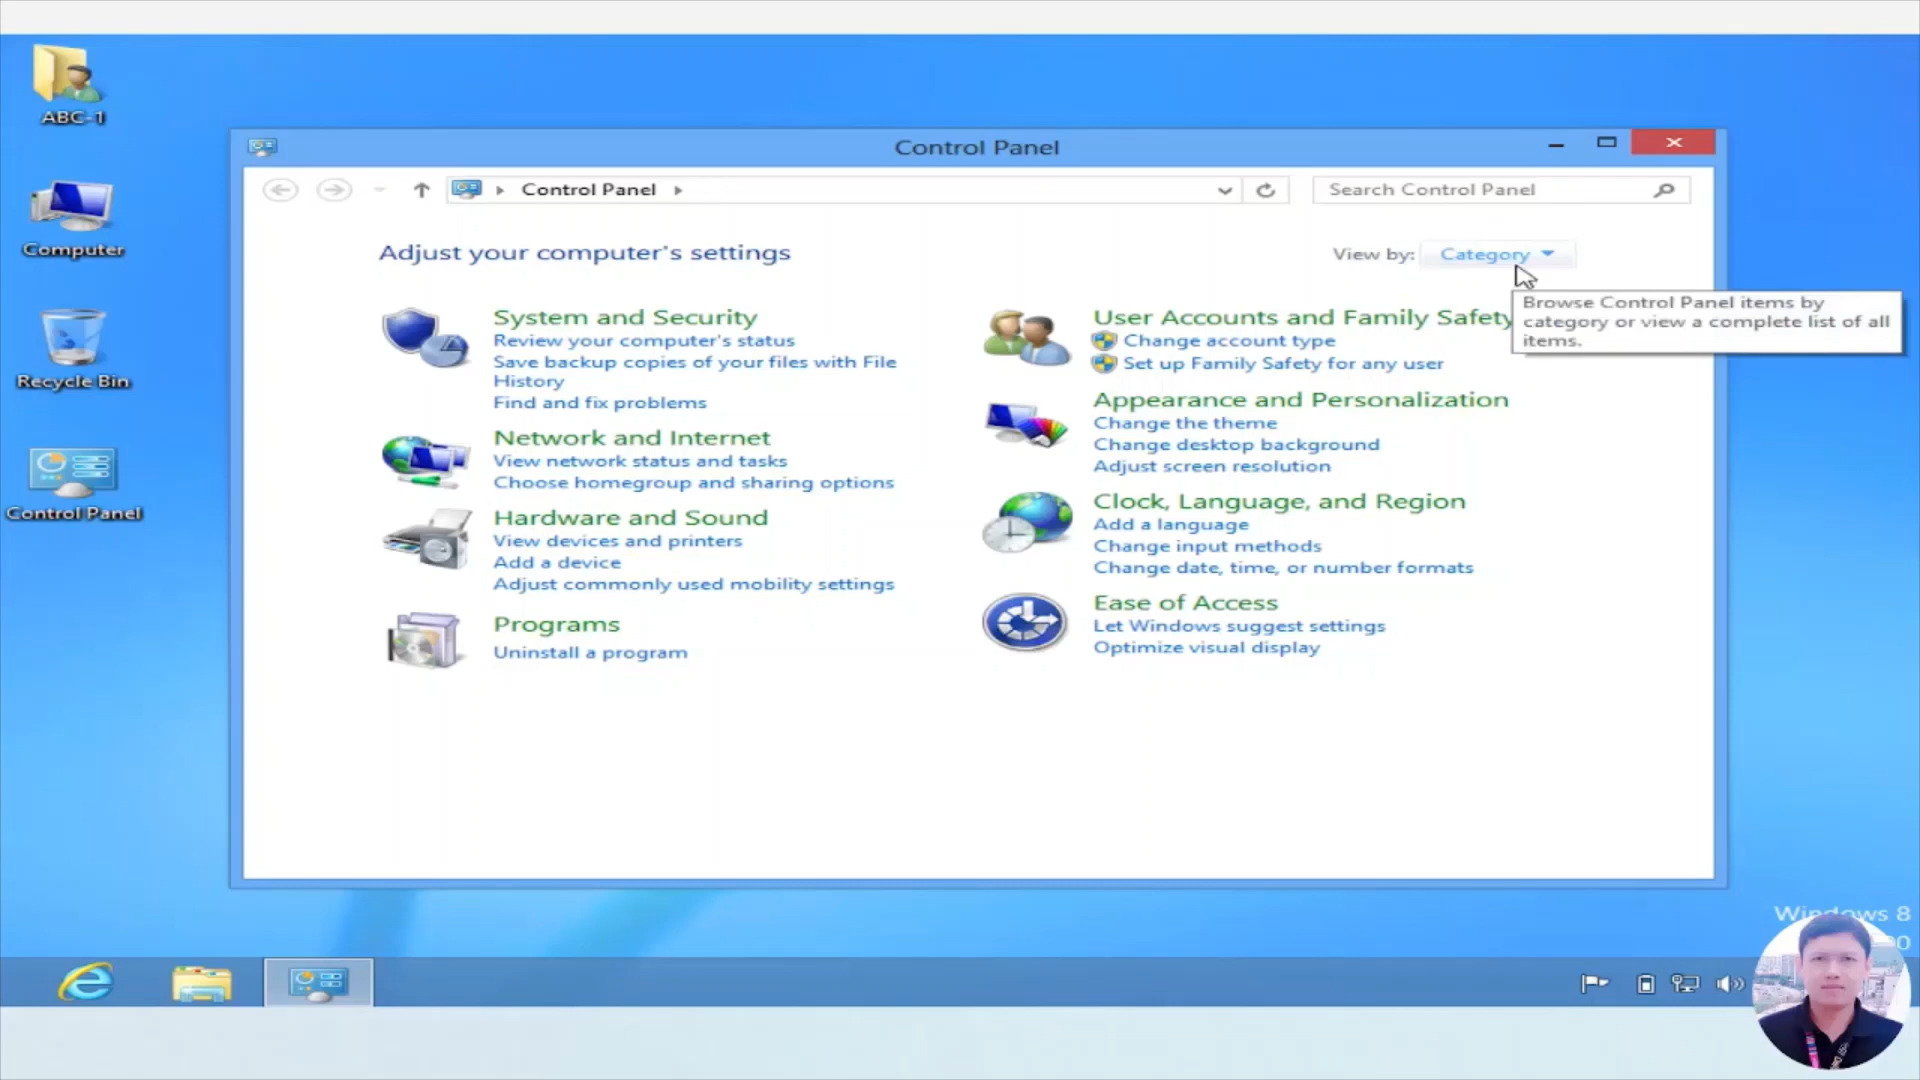 ABC-1
Computer
Recycle Bin
Control Panel
Control Panel
Control Panel
Search Control Panel
Adjust your computer's settings
View by: Category
Browse Control Panel items by
category or view a complete list of all
items.
System and Security
Review your computer's status
Save backup copies of your files with File
History
Find and fix problems
Network and Internet
View network status and tasks
Choose homegroup and sharing options
Hardware and Sound
View devices and printers
Add a device
Adjust commonly used mobility settings
Programs
Uninstall a program
User Accounts and Family Safety
Change account type
Set up Family Safety for any user
Appearance and Personalization
Change the theme
Change desktop background
Adjust screen resolution
Clock, Language, and Region
Add a language
Change input methods
Change date, time, or number formats
Ease of Access
Let Windows suggest settings
Optimize visual display
Windows 8